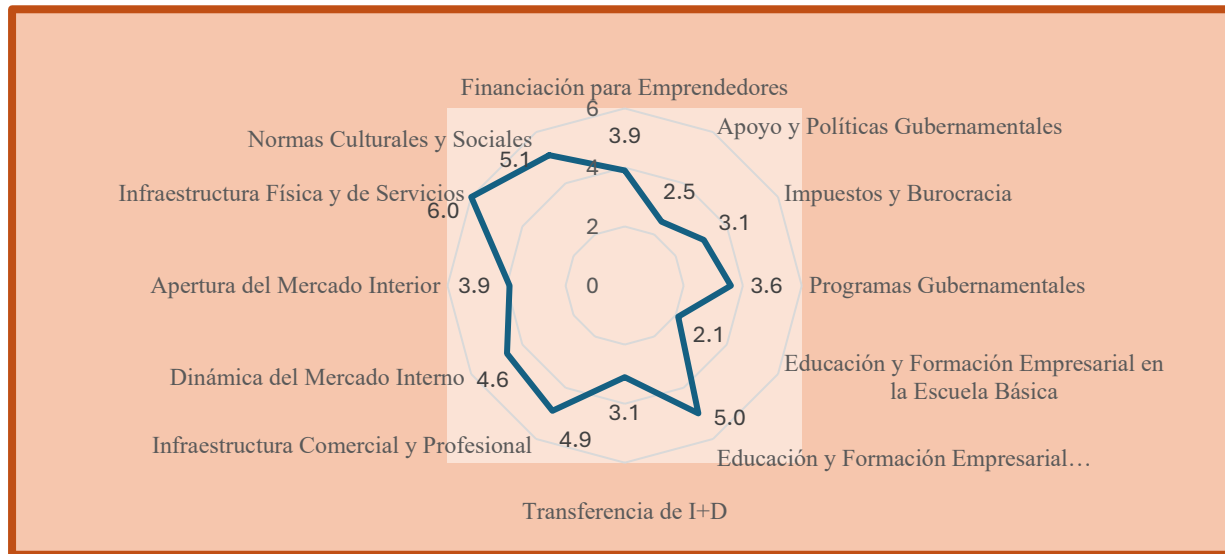 Financiación para Emprendedores
6
Normas Culturales y Sociales
3.9
Apoyo y Políticas Gubernamentales
5.1
4
2.5
Infraestructura Física y de Servicios
Impuestos y Burocracia
6.0
3.1
2
Apertura del Mercado Interior
3.9
0
3.6
Programas Gubernamentales
2.1
Dinámica del Mercado Interno
4.6
Educación y Formación Empresarial en
la Escuela Básica
3.1
5.0
Infraestructura Comercial y Profesional
4.9
Educación y Formación Empresarial…
Transferencia de I+D